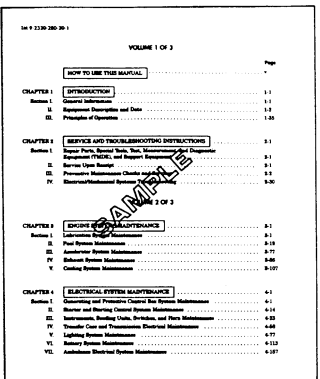 1st 9 2330-280-20-1
VOLUME 1 OF 3
Page
HOW TO USE THIS MANUAL
CHAPTER 1 INTRODUCTION 1-1
Section I. General Information 1-1
II. Equipment Description and Data 1-2
III. Principles of Operation 1-35
CHAPTER 2 SERVICE AND TROUBLESHOOTING INSTRUCTIONS 2-1
Section I. Repair Parts, Special Tools, Test, Measurement and Diagnostic
Equipment (TMDE), and Support Equipment 2-1
II. Service Upon Receipt 2-1
III. Preventive Maintenance Checks and 2-2
IV. Electrical/Mechanical Systems 2-30
VOLUME 2 OF 3
SAMPLE
CHAPTER 3 ENGINE SYSTEM MAINTENANCE 3-1
Section I. Lubrication System Maintenance 3-1
II. Fuel System Maintenance 3-19
III. Accelerator System Maintenance 3-77
IV. Exhaust System Maintenance 3-86
V. Cooling System Maintenance 3-107
CHAPTER 4 ELECTRICAL SYSTEM MAINTENANCE 4-1
Section I. Generating and Protective Control Box System Maintenance 4-1
II. Starter and Starting Control System Maintenance 4-14
III. Instruments, Sending Units, Switches, and Horn Maintenance 4-33
IV. Transfer Case and Transmission Electrical Maintenance 4-66
V. Lighting System Maintenance 4-77
VI. Battery System Maintenance 4-113
VII. Ambulance Electrical System Maintenance 4-157